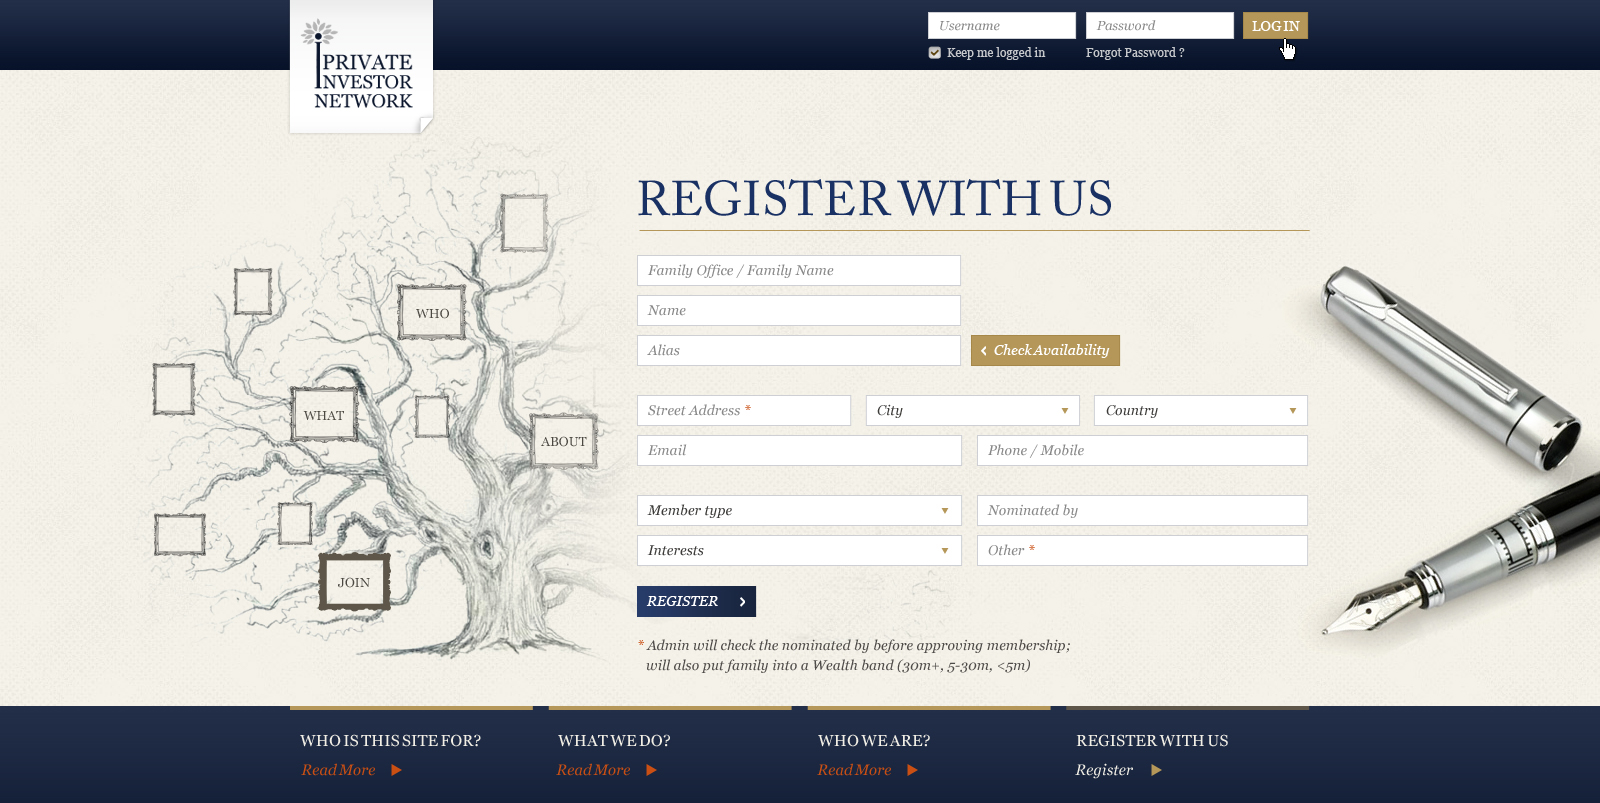 PRIVATE
INVESTOR
NETWORK
Username
Password
LOGIN
Keep me logged in
Forgot Password ?
REGISTER WITH US
Family Office / Family Name
Name
Alias
Check Availability
Street Address *
City
Country
Email
Phone / Mobile
Member type
Nominated by
Interests
Other *
REGISTER
* Admin will check the nominated by before approving membership;
will also put family into a Wealth band (30m+, 5-30m, <5m)
WHO
WHAT
ABOUT
JOIN
WHO IS THIS SITE FOR?
Read More
WHAT WE DO?
Read More
WHO WE ARE?
Read More
REGISTER WITH US
Register